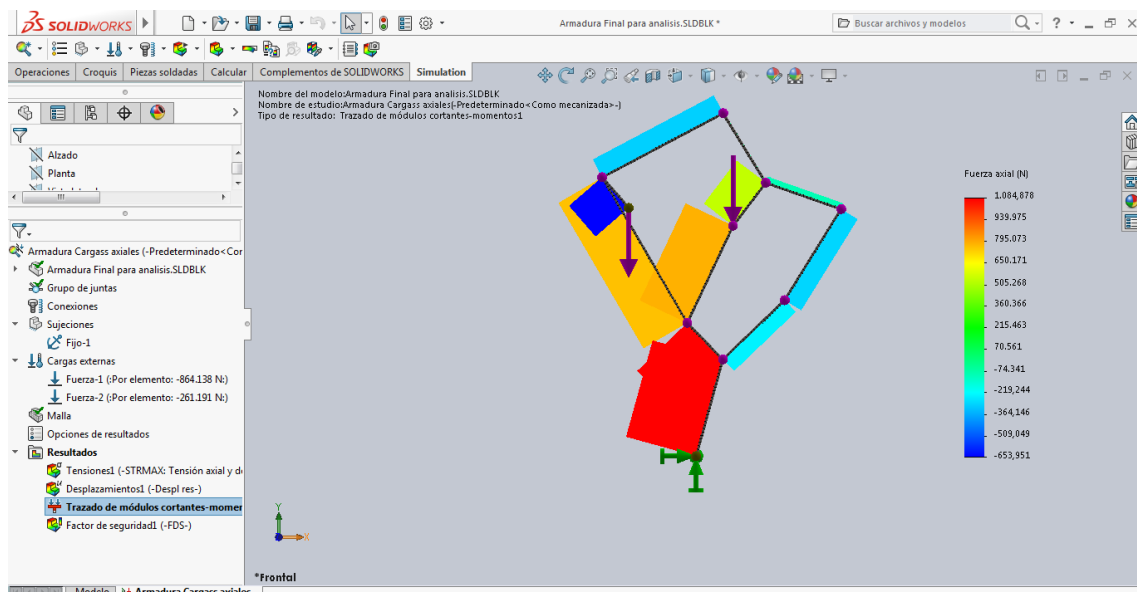 SOLIDWORKS
Armadura Final para analisis.SLDBLK *
Buscar archivos y modelos
Operaciones Croquis Piezas soldadas Calcular Complementos de SOLIDWORKS Simulation
Nombre del modelo:Armadura Final para analisis.SLDBLK
Nombre de estudio:Armadura Cargass axiales(-Predeterminado<Como mecanizada>-)
Tipo de resultado: Trazado de módulos cortantes-momentos1
Alzado
Planta
Armadura Cargass axiales (-Predeterminado<Cor
Armadura Final para analisis.SLDBLK
Grupo de juntas
Conexiones
Sujeciones
Fijo-1
Cargas externas
Fuerza-1 (:Por elemento: -864.138 N:)
Fuerza-2 (:Por elemento: -261.191 N:)
Malla
Opciones de resultados
Resultados
Tensiones1 (-STRMAX: Tensión axial y d
Desplazamientos1 (-Despl res-)
Trazado de módulos cortantes-momer
Factor de seguridad1 (-FDS-)
Fuerza axial (N)
1.084,878
939.975
795.073
650.171
505,268
360.366
215.463
70.561
-74.341
-219,244
-364,146
-509,049
-653,951
Y
X
*Frontal
Modelo Armadura Cargass axiales